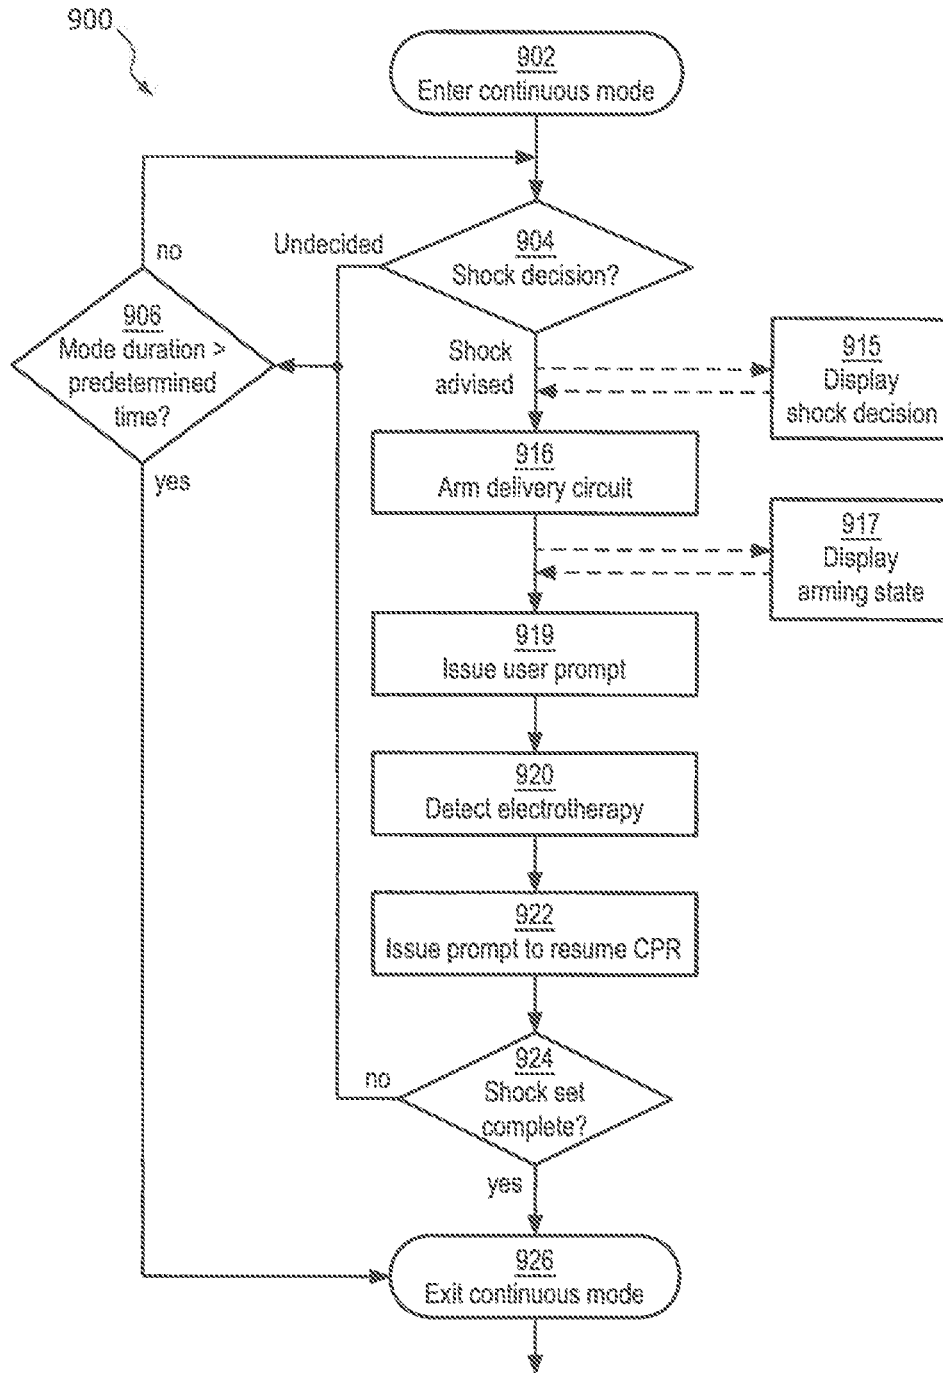 900
902
Enter continuous mode
904
Shock decision?
Undecided
no
906
Mode duration >
predetermined
time?
yes
Shock
advised
915
Display
shock decision
916
Arm delivery circuit
917
Display
arming state
919
Issue user prompt
920
Detect electrotherapy
922
Issue prompt to resume CPR
924
Shock set
complete?
no
yes
926
Exit continuous mode